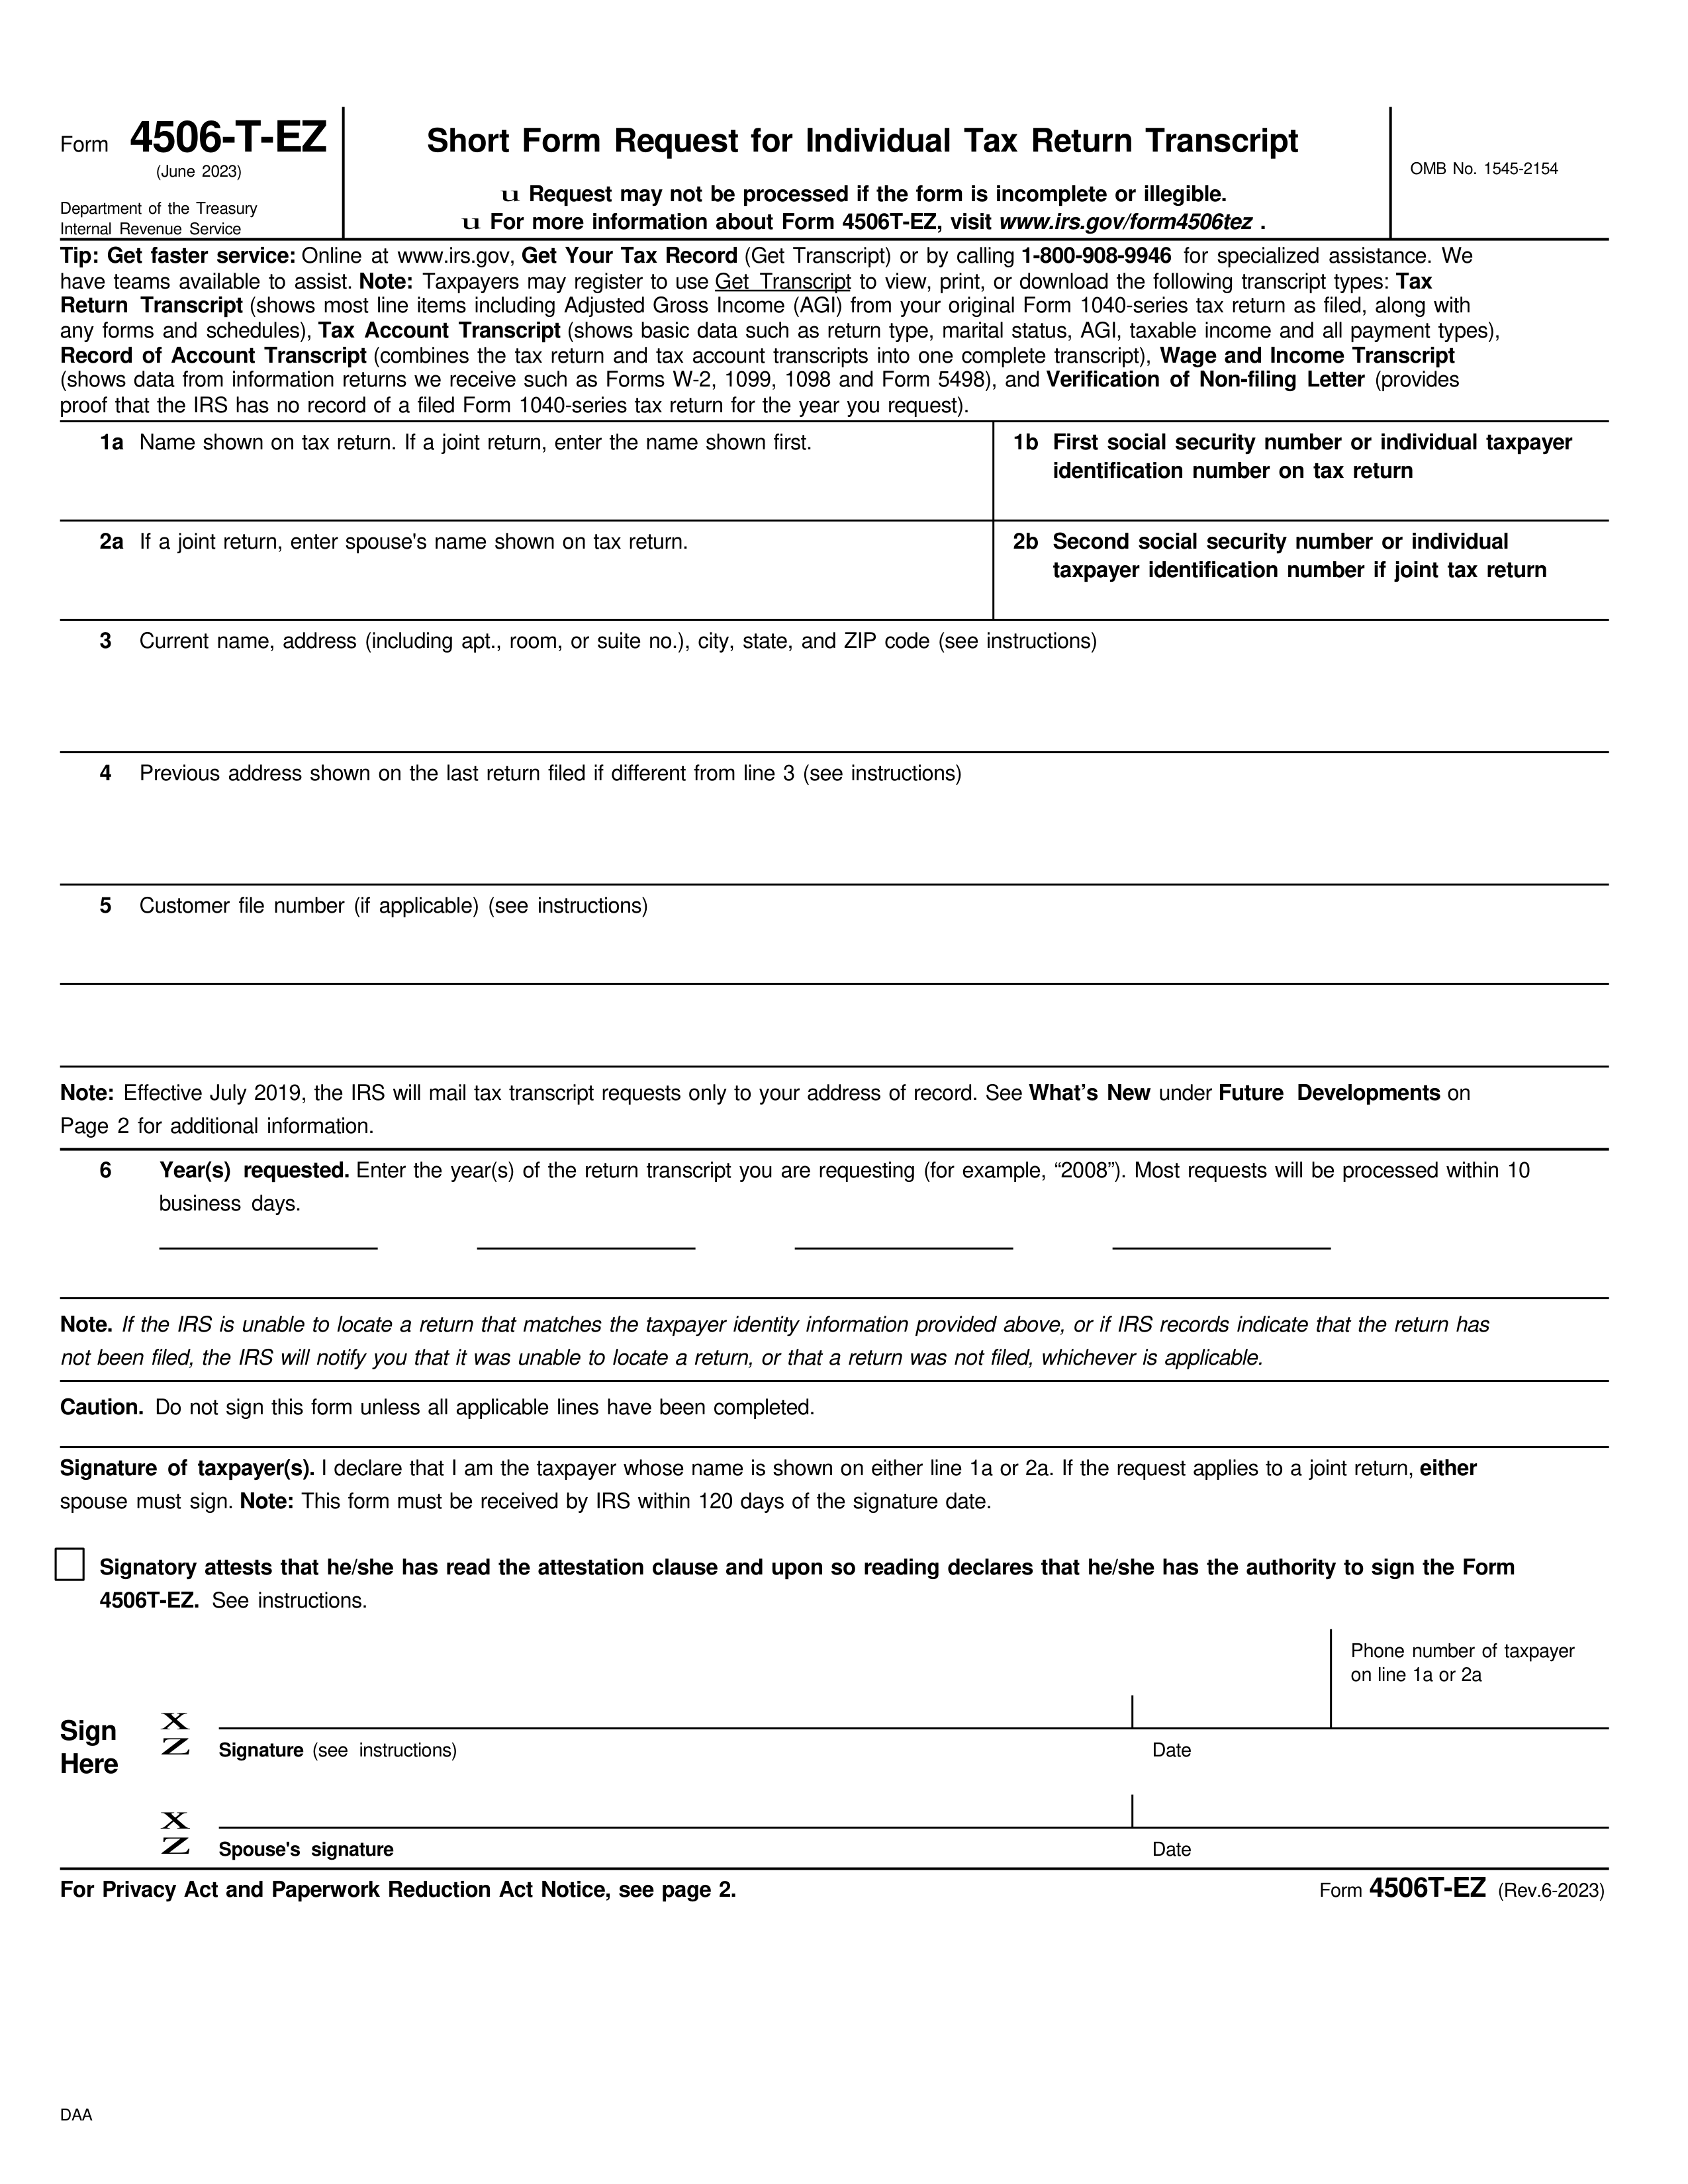 Form 4506-T-EZ
(June 2023)
Department of the Treasury
Internal Revenue Service
Short Form Request for Individual Tax Return Transcript
u Request may not be processed if the form is incomplete or illegible.
u For more information about Form 4506T-EZ, visit www.irs.gov/form4506tez .
OMB No. 1545-2154
Tip: Get faster service: Online at www.irs.gov, Get Your Tax Record (Get Transcript) or by calling 1-800-908-9946 for specialized assistance. We
have teams available to assist. Note: Taxpayers may register to use Get Transcript to view, print, or download the following transcript types: Tax
Return Transcript (shows most line items including Adjusted Gross Income (AGI) from your original Form 1040-series tax return as filed, along with
any forms and schedules), Tax Account Transcript (shows basic data such as return type, marital status, AGI, taxable income and all payment types),
Record of Account Transcript (combines the tax return and tax account transcripts into one complete transcript), Wage and Income Transcript
(shows data from information returns we receive such as Forms W-2, 1099, 1098 and Form 5498), and Verification of Non-filing Letter (provides
proof that the IRS has no record of a filed Form 1040-series tax return for the year you request).
1a Name shown on tax return. If a joint return, enter the name shown first.
1b First social security number or individual taxpayer
identification number on tax return
2a If a joint return, enter spouse's name shown on tax return.
2b Second social security number or individual
taxpayer identification number if joint tax return
3 Current name, address (including apt., room, or suite no.), city, state, and ZIP code (see instructions)
4 Previous address shown on the last return filed if different from line 3 (see instructions)
5 Customer file number (if applicable) (see instructions)
Note: Effective July 2019, the IRS will mail tax transcript requests only to your address of record. See What’s New under Future Developments on
Page 2 for additional information.
6 Year(s) requested. Enter the year(s) of the return transcript you are requesting (for example, “2008”). Most requests will be processed within 10
business days.
Note. If the IRS is unable to locate a return that matches the taxpayer identity information provided above, or if IRS records indicate that the return has
not been filed, the IRS will notify you that it was unable to locate a return, or that a return was not filed, whichever is applicable.
Caution. Do not sign this form unless all applicable lines have been completed.
Signature of taxpayer(s). I declare that I am the taxpayer whose name is shown on either line 1a or 2a. If the request applies to a joint return, either
spouse must sign. Note: This form must be received by IRS within 120 days of the signature date.
Signatory attests that he/she has read the attestation clause and upon so reading declares that he/she has the authority to sign the Form
4506T-EZ. See instructions.
Phone number of taxpayer
on line 1a or 2a
Sign
Here
X
Z
Signature (see instructions)
Date
X
Z
Spouse's signature
Date
For Privacy Act and Paperwork Reduction Act Notice, see page 2.
Form 4506T-EZ (Rev.6-2023)
DAA